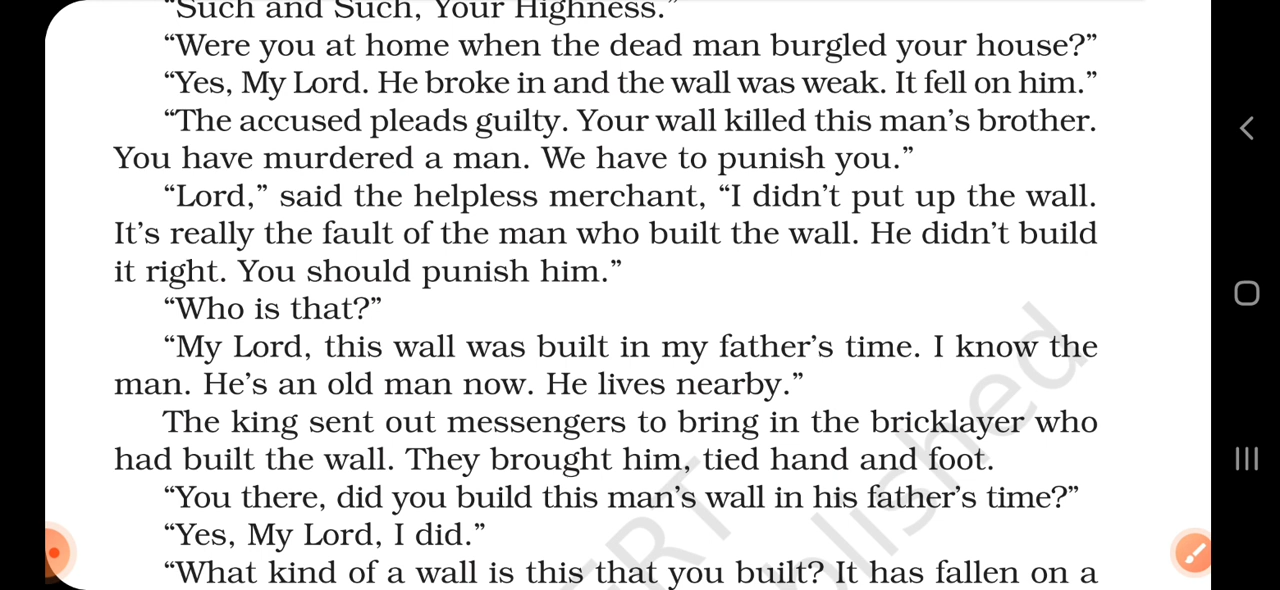 “Such and Such, Your Highness.”
“Were you at home when the dead man burgled your house?”
“Yes, My Lord. He broke in and the wall was weak. It fell on him.”
“The accused pleads guilty. Your wall killed this man’s brother.
You have murdered a man. We have to punish you.”
“Lord,” said the helpless merchant, “I didn’t put up the wall.
It’s really the fault of the man who built the wall. He didn’t build
it right. You should punish him.”
“Who is that?”
“My Lord, this wall was built in my father’s time. I know the
man. He’s an old man now. He lives nearby.”
The king sent out messengers to bring in the bricklayer who
had built the wall. They brought him, tied hand and foot.
“You there, did you build this man’s wall in his father’s time?”
“Yes, My Lord, I did.”
“What kind of a wall is this that you built? It has fallen on a